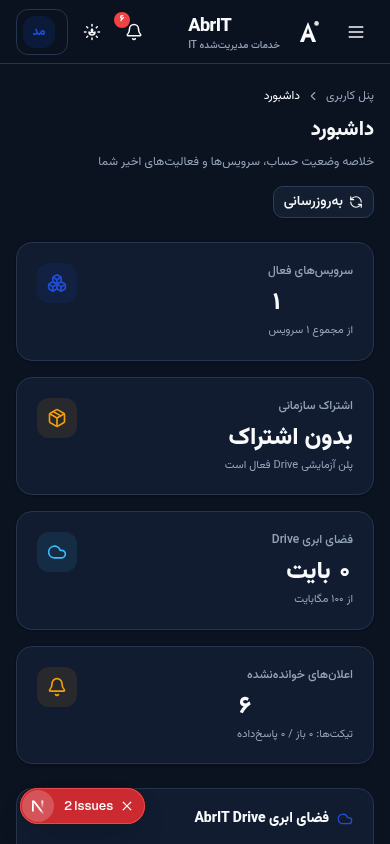 AbrIT
خدمات مدیریت‌شده IT
۶
مد
پنل کاربری > داشبورد
داشبورد
خلاصه وضعیت حساب، سرویس‌ها و فعالیت‌های اخیر شما
به‌روزرسانی
سرویس‌های فعال
۱
از مجموع ۱ سرویس
اشتراک سازمانی
بدون اشتراک
پلن آزمایشی Drive فعال است
فضای ابری Drive
۰ بایت
از ۱۰۰ مگابایت
اعلان‌های خوانده‌نشده
۶
تیکت‌ها: ۰ باز / ۰ پاسخ‌داده
فضای ابری AbrIT Drive
N 2 Issues